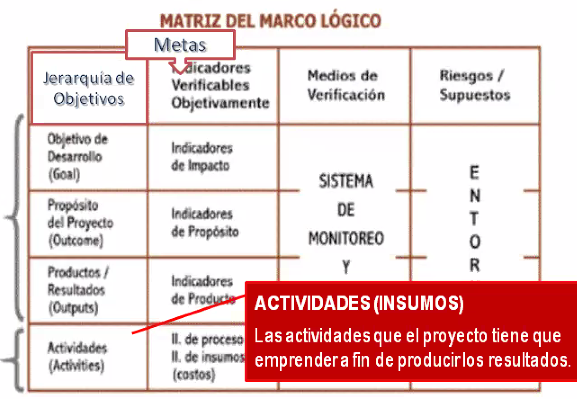 MATRIZ DEL MARCO LÓGICO
Metas
Jerarquía de
Objetivos
Indicadores
Verificables
Objetivamente
Medios de
Verificación
Riesgos /
Supuestos
Objetivo de
Desarrollo
(Goal)
Indicadores
de Impacto
Propósito
del Proyecto
(Outcome)
Indicadores
de Propósito
Productos /
Resultados
(Outputs)
Indicadores
de Producto
Actividades
(Activities)
II. de proceso
II. de insumos
(costos)
SISTEMA
DE
MONITOREO
Y
E
N
T
O
R
ACTIVIDADES (INSUMOS)
Las actividades que el proyecto tiene que
emprender a fin de producir los resultados.